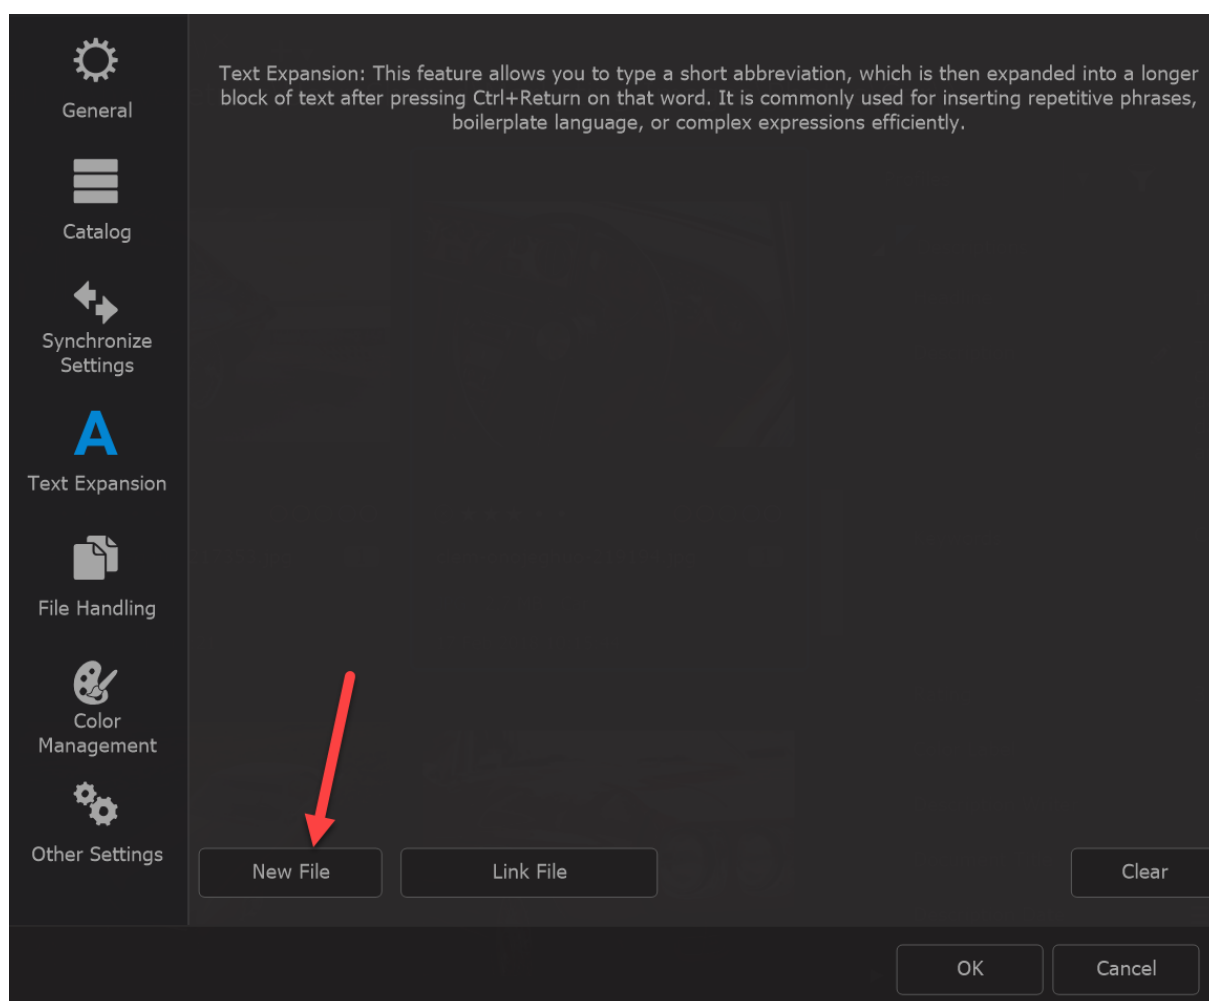 General
Catalog
Synchronize
Settings
A
Text Expansion
File Handling
Color
Management
Other Settings
Text Expansion: This feature allows you to type a short abbreviation, which is then expanded into a longer
block of text after pressing Ctrl+Return on that word. It is commonly used for inserting repetitive phrases,
boilerplate language, or complex expressions efficiently.
New File
Link File
Clear
OK
Cancel